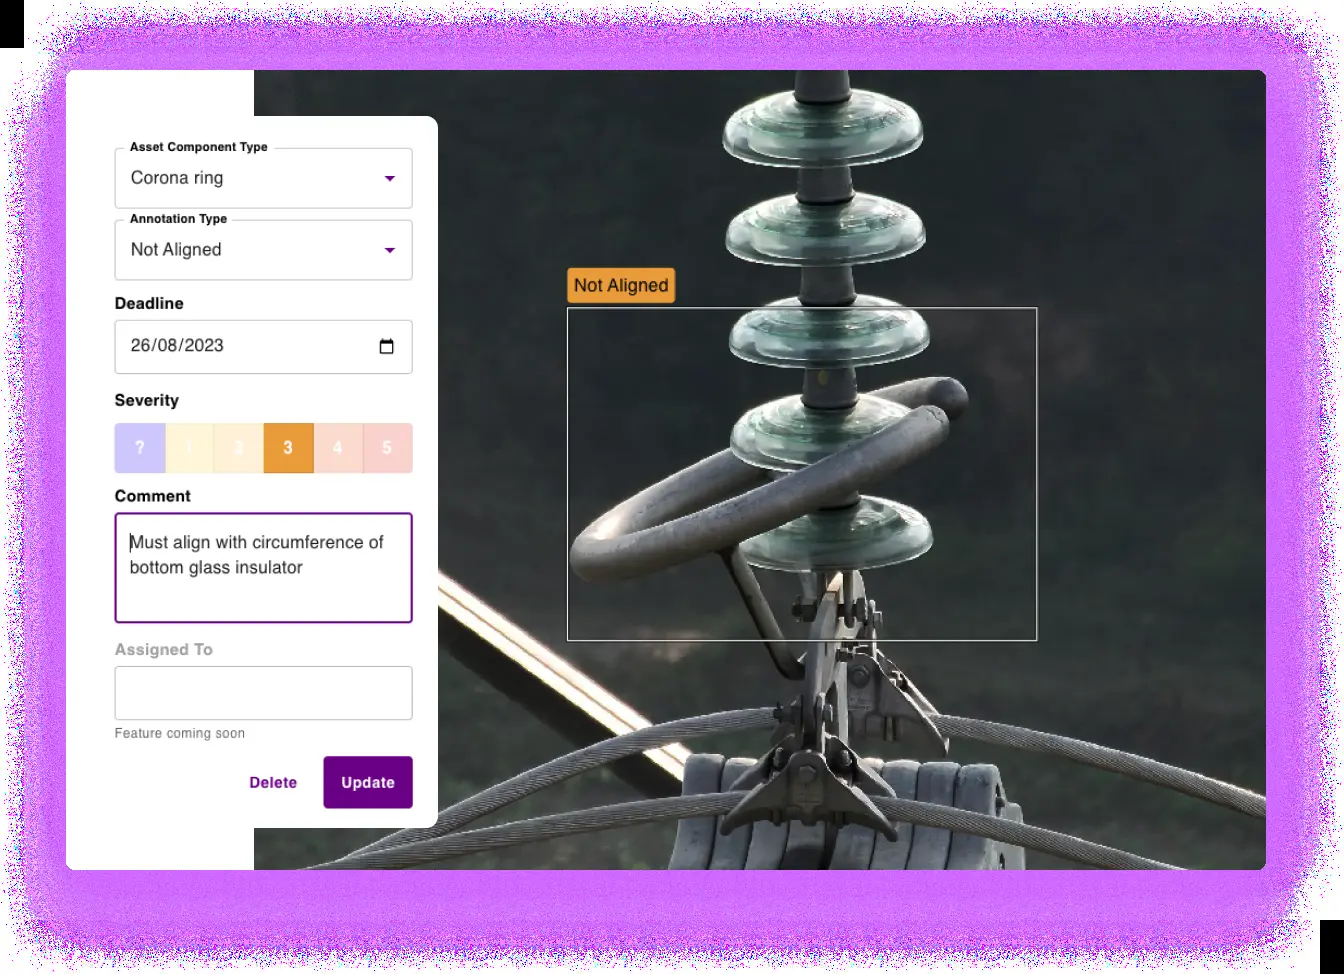 Asset Component Type
Corona ring
Annotation Type
Not Aligned
Deadline
26/08/2023
Severity
? 1 2 3 4 5
Comment
Must align with circumference of
bottom glass insulator
Assigned To
Feature coming soon
Delete Update
Not Aligned